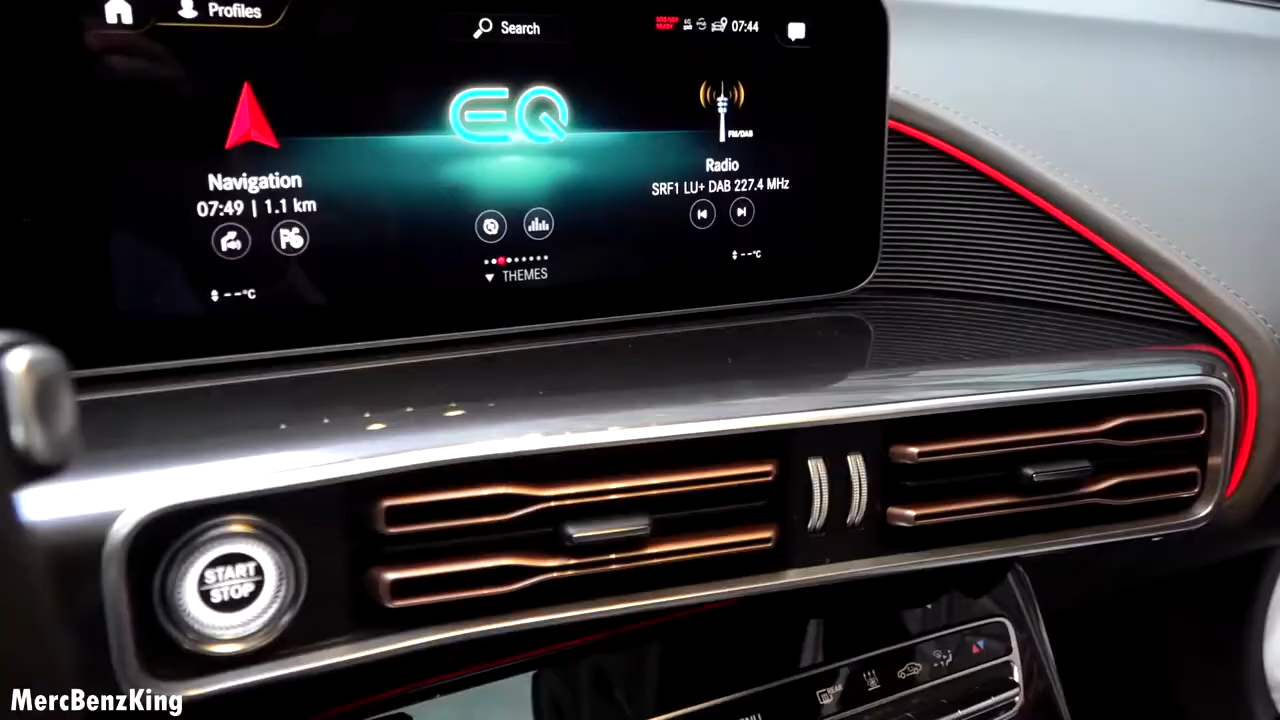 Profiles
Search
07:44
EQ
FM/DAB
Navigation
07:49 | 1.1 km
Radio
SRF1 LU+ DAB 227.4 MHz
THEMES
--°C
--°C
START
STOP
REAR
MercBenzKing